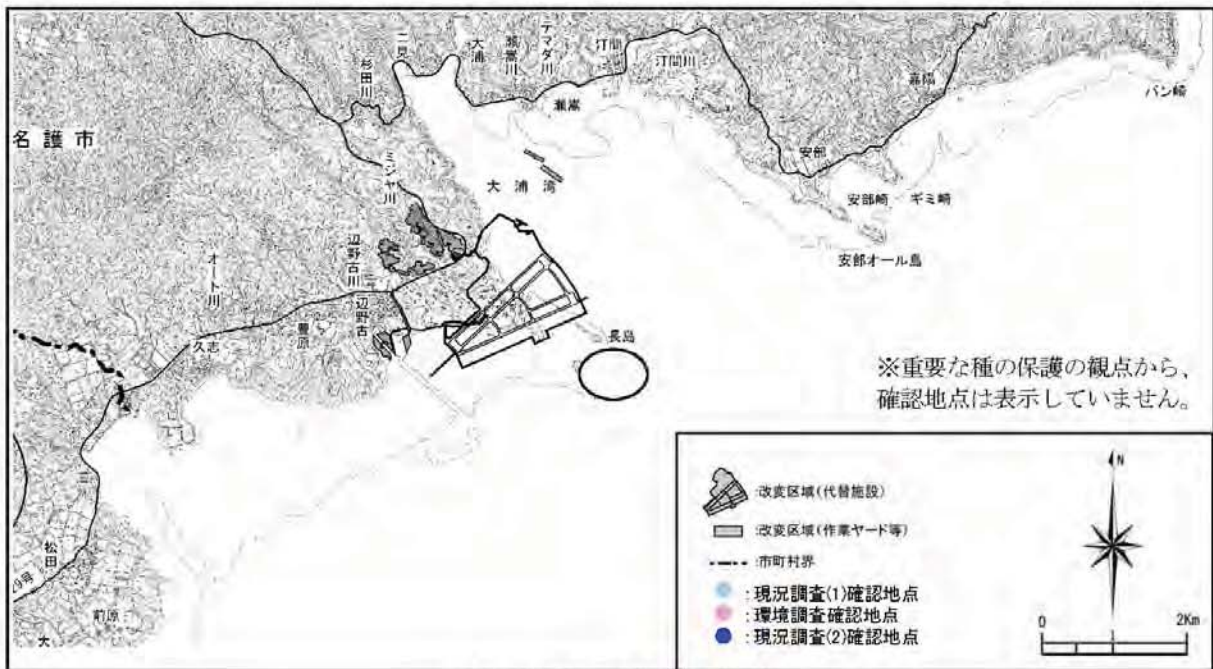 二見
大浦
瀬嵩川
テマダ川
汀間
汀間川
嘉陽
バン崎
杉田川
瀬嵩
名護市
安部
ミジャ川
大浦湾
安部崎
ギミ崎
安部オール島
辺野古川
オート川
辺野古
豊原
久志
長島
※重要な種の保護の観点から、
確認地点は表示していません。
:改変区域(代替施設)
:改変区域(作業ヤード等)
:市町村界
:現況調査(1)確認地点
:環境調査確認地点
:現況調査(2)確認地点
N
0 2Km
松田
29号
前原
大